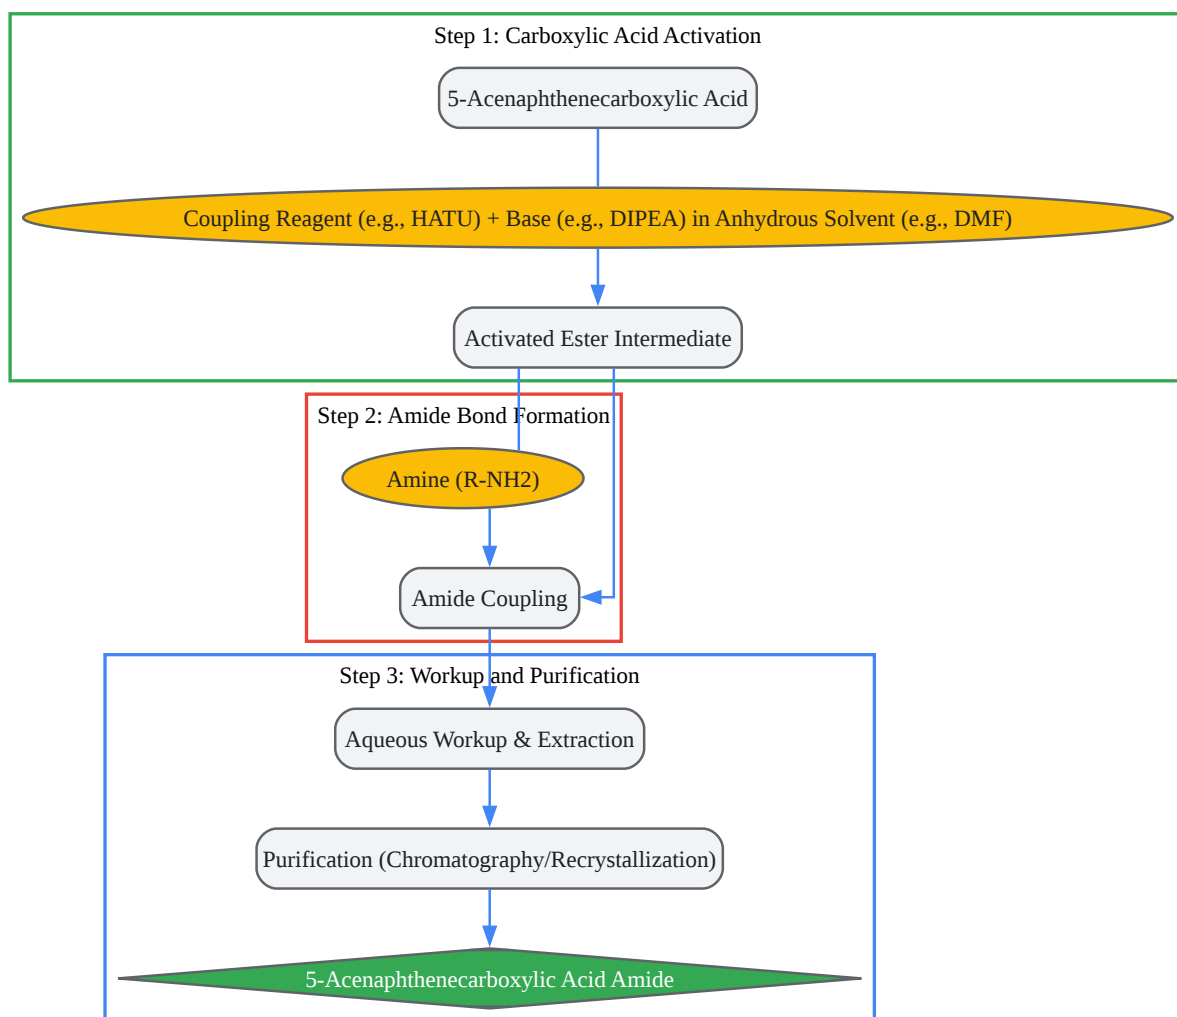 Step 1: Carboxylic Acid Activation
5-Acenaphthenecarboxylic Acid
Coupling Reagent (e.g., HATU) + Base (e.g., DIPEA) in Anhydrous Solvent (e.g., DMF)
Activated Ester Intermediate
Step 2: Amide Bond Formation
Amine (R-NH2)
Amide Coupling
Step 3: Workup and Purification
Aqueous Workup & Extraction
Purification (Chromatography/Recrystallization)
5-Acenaphthenecarboxylic Acid Amide